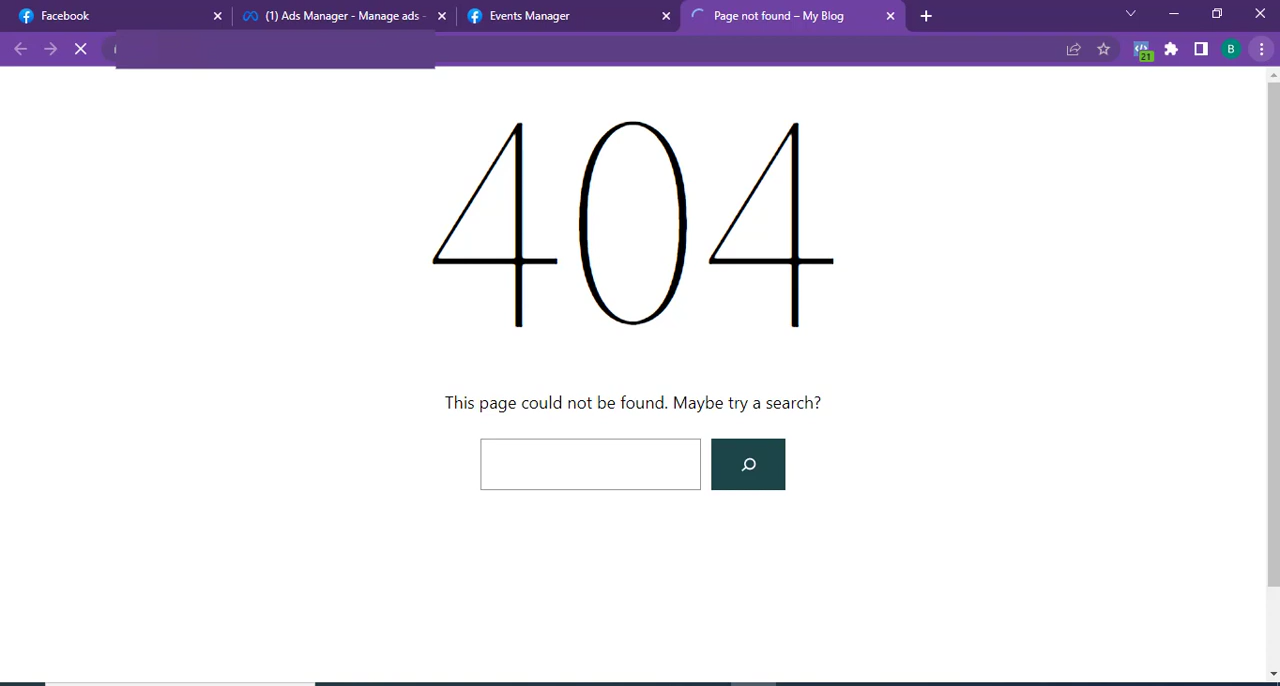 Facebook
(1) Ads Manager - Manage ads -
Events Manager
Page not found – My Blog
21
B
404
This page could not be found. Maybe try a search?